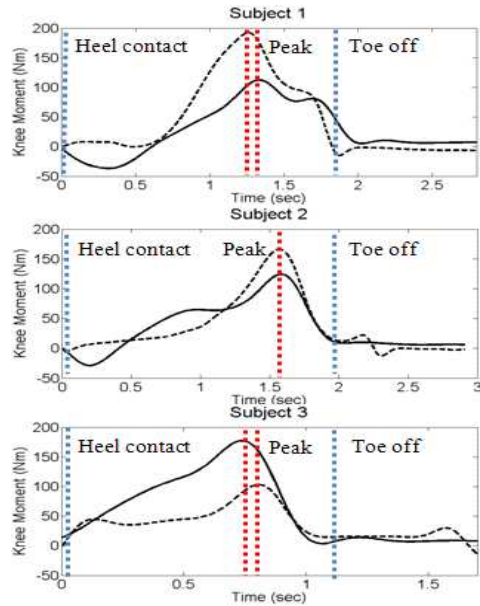 Subject 1
200
150
100
50
0
-50
Knee Moment (Nm)
Heel contact
Peak
Toe off
0 0.5 1 1.5 2 2.5
Time (sec)
Subject 2
200
150
100
50
0
-50
Knee Moment (Nm)
Heel contact
Peak
Toe off
0 0.5 1 1.5 2 2.5 3
Time (sec)
Subject 3
200
150
100
50
0
-50
Knee Moment (Nm)
Heel contact
Peak
Toe off
0 0.5 1 1.5
Time (sec)